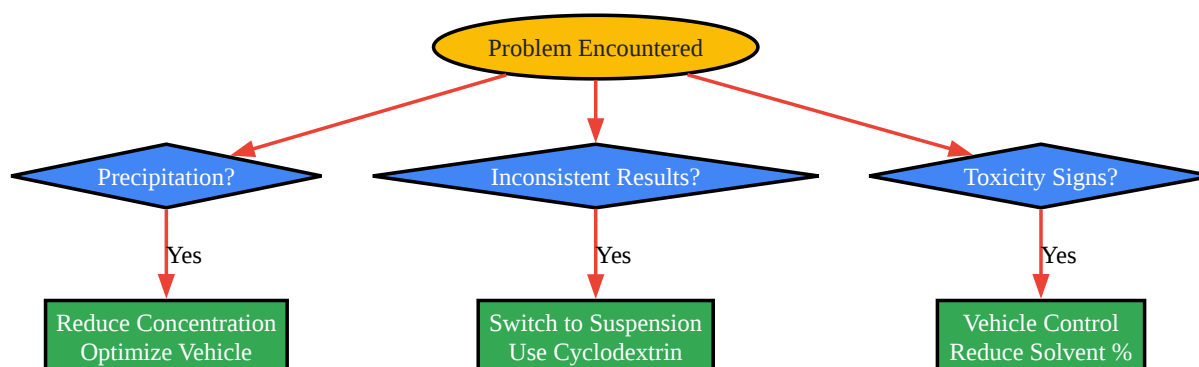 Problem Encountered
Precipitation?
Inconsistent Results?
Toxicity Signs?
Yes
Yes
Yes
Reduce Concentration
Optimize Vehicle
Switch to Suspension
Use Cyclodextrin
Vehicle Control
Reduce Solvent %